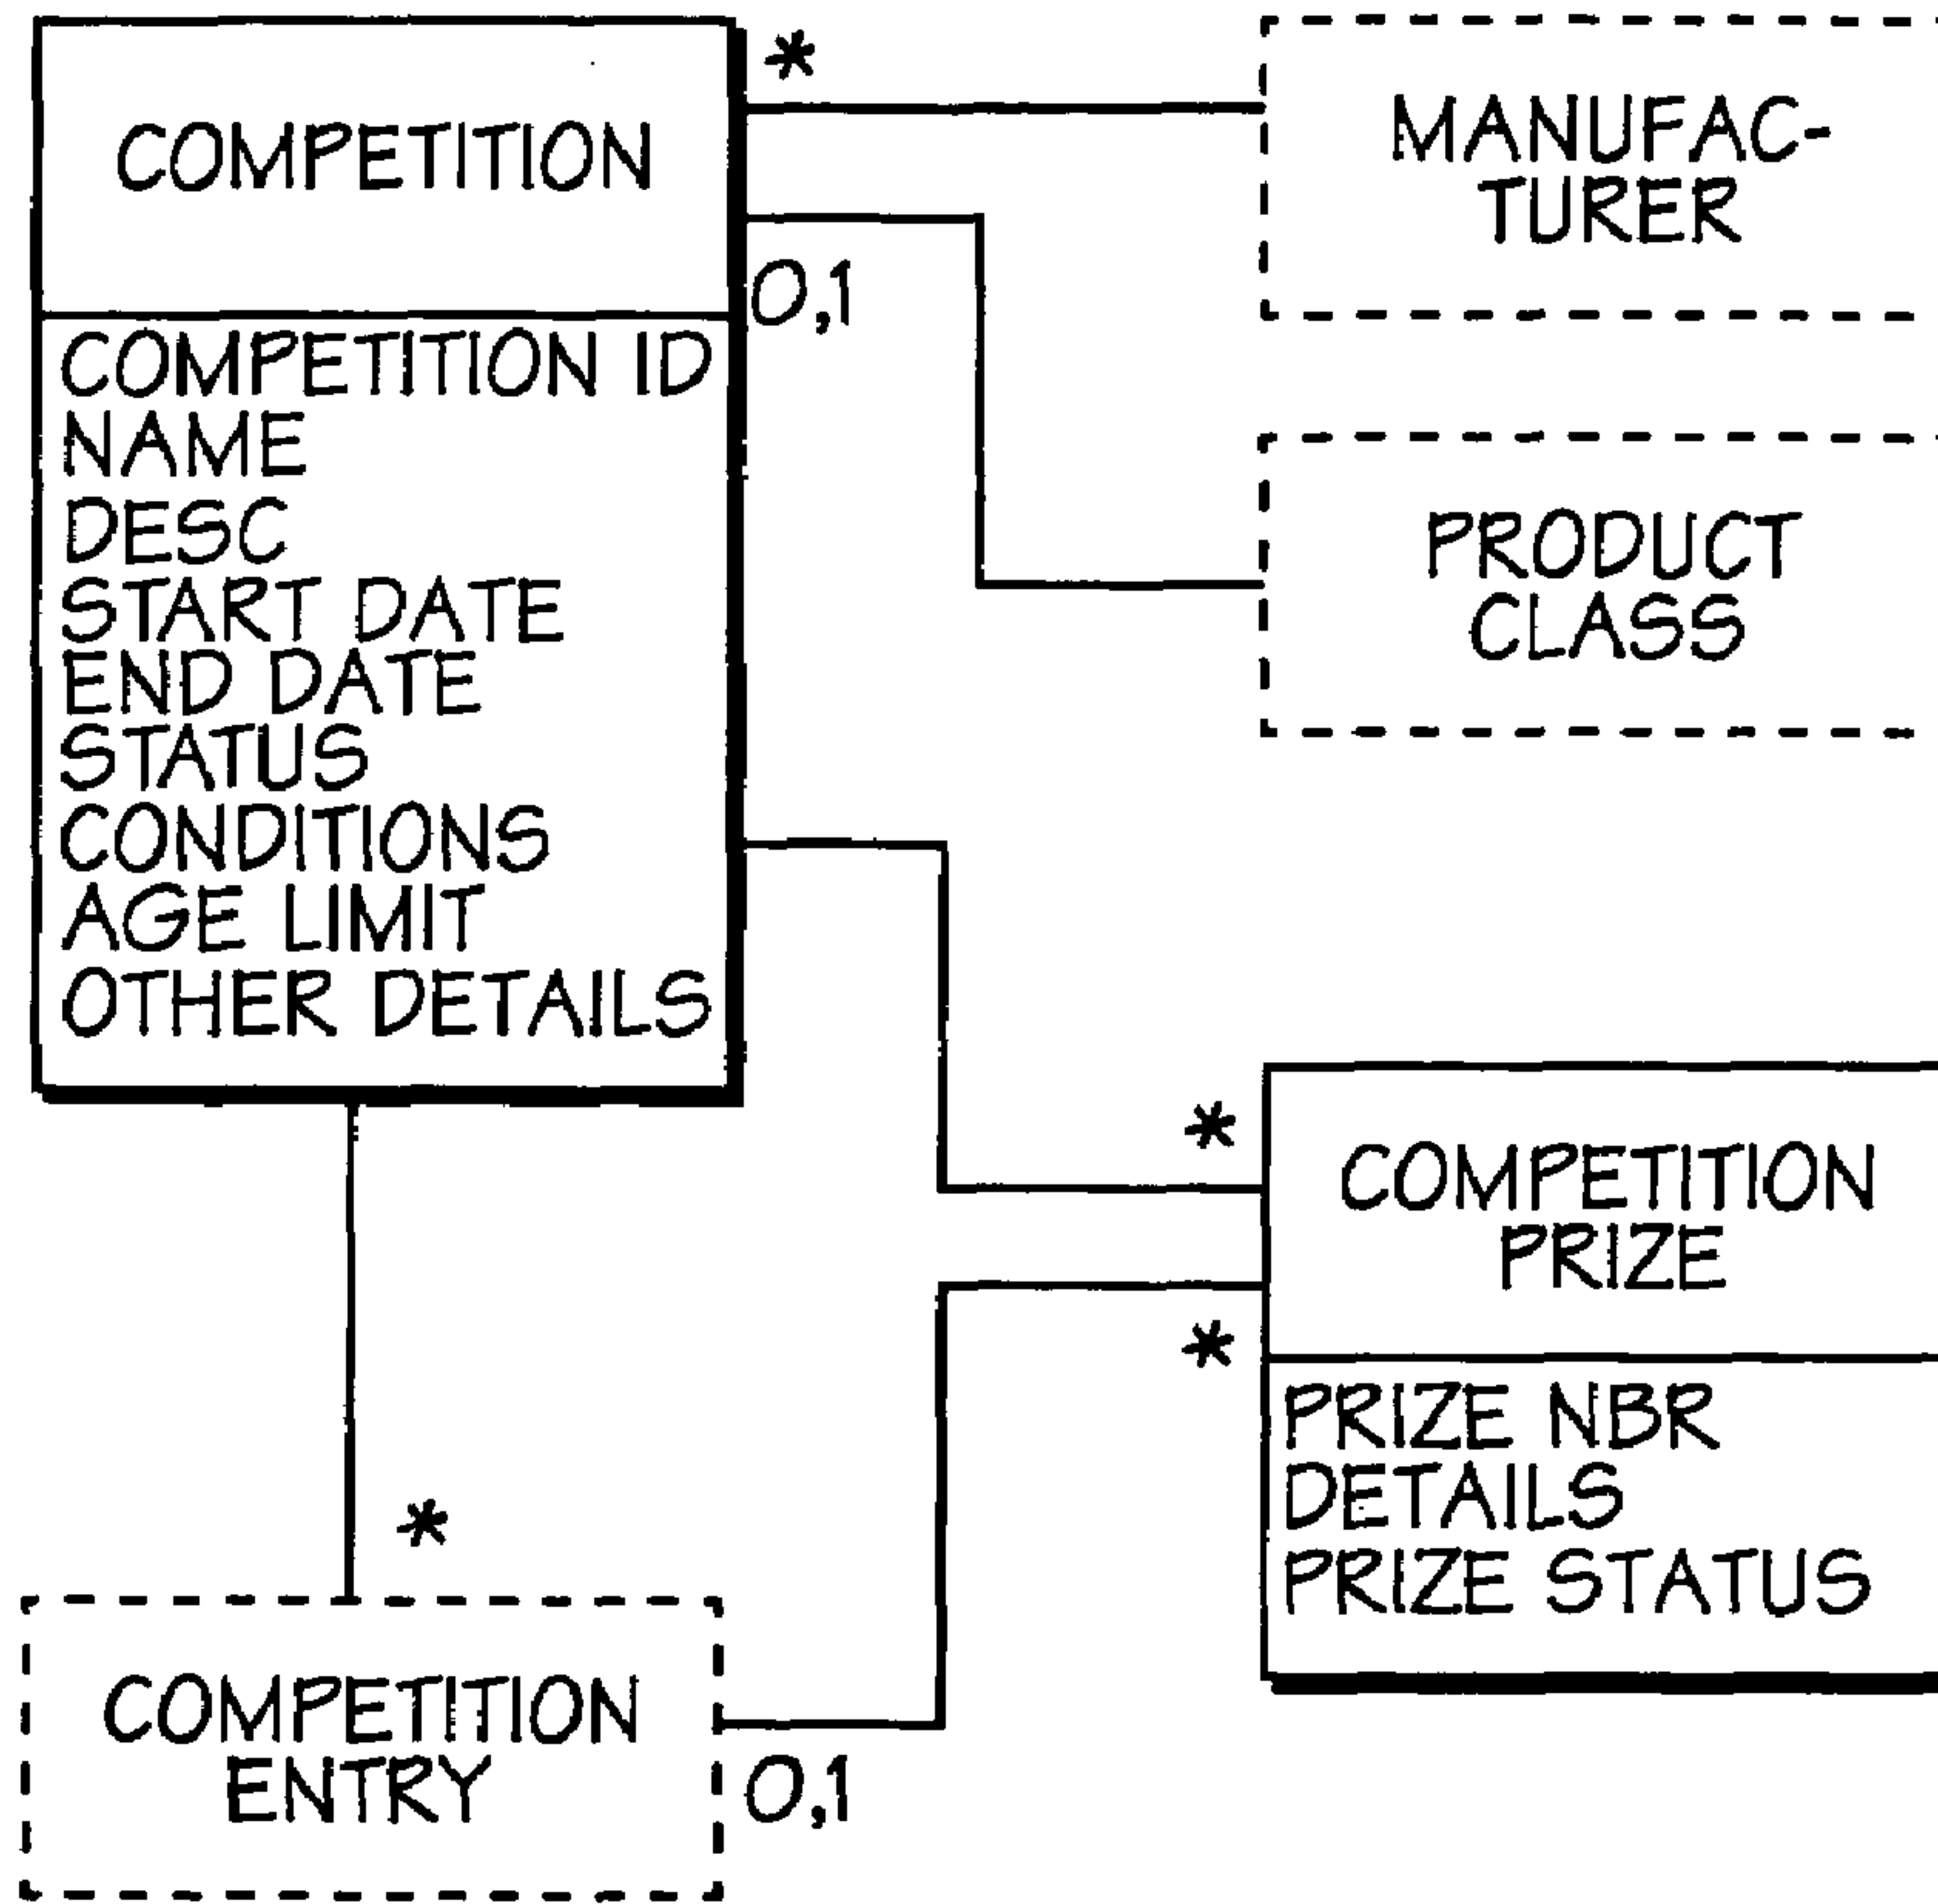 COMPETITION
COMPETITION ID
NAME
DESC
START DATE
END DATE
STATUS
CONDITIONS
AGE LIMIT
OTHER DETAILS
*
0,1
MANUFAC-
TURER
PRODUCT
CLASS
*
COMPETITION
PRIZE
*
PRIZE NBR
DETAILS
PRIZE STATUS
*
COMPETITION
ENTRY
0,1